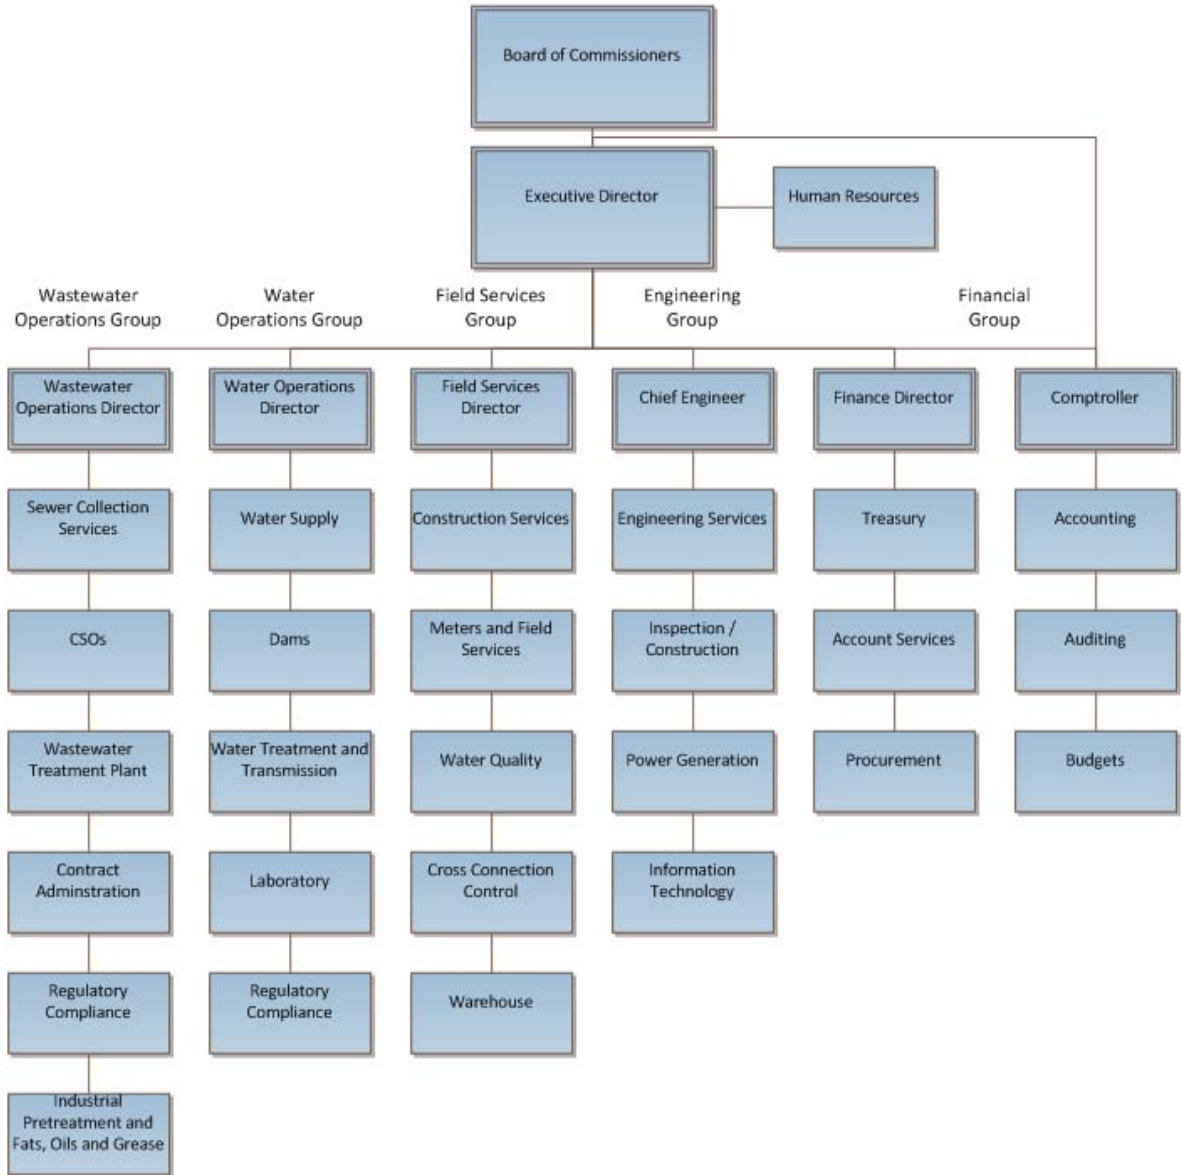 Board of Commissioners
Executive Director
Human Resources
Wastewater
Operations Group
Water
Operations Group
Field Services
Group
Engineering
Group
Financial
Group
Wastewater
Operations Director
Water Operations
Director
Field Services
Director
Chief Engineer
Finance Director
Comptroller
Sewer Collection
Services
Water Supply
Construction Services
Engineering Services
Treasury
Accounting
CSOs
Dams
Meters and Field
Services
Inspection /
Construction
Account Services
Auditing
Wastewater
Treatment Plant
Water Treatment and
Transmission
Water Quality
Power Generation
Procurement
Budgets
Contract
Adminstration
Laboratory
Cross Connection
Control
Information
Technology
Regulatory
Compliance
Regulatory
Compliance
Warehouse
Industrial
Pretreatment and
Fats, Oils and Grease